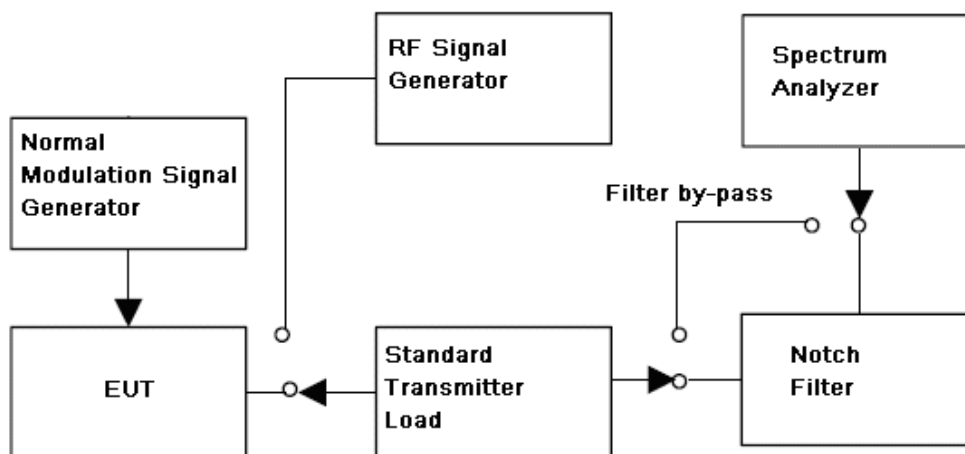 RF Signal
Generator
Spectrum
Analyzer
Normal
Modulation Signal
Generator
Filter by-pass
EUT
Standard
Transmitter
Load
Notch
Filter